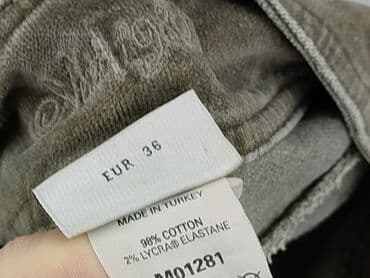 EUR 36
MADE IN TURKEY
98% COTTON
2% LYCRA® ELASTANE
M01281